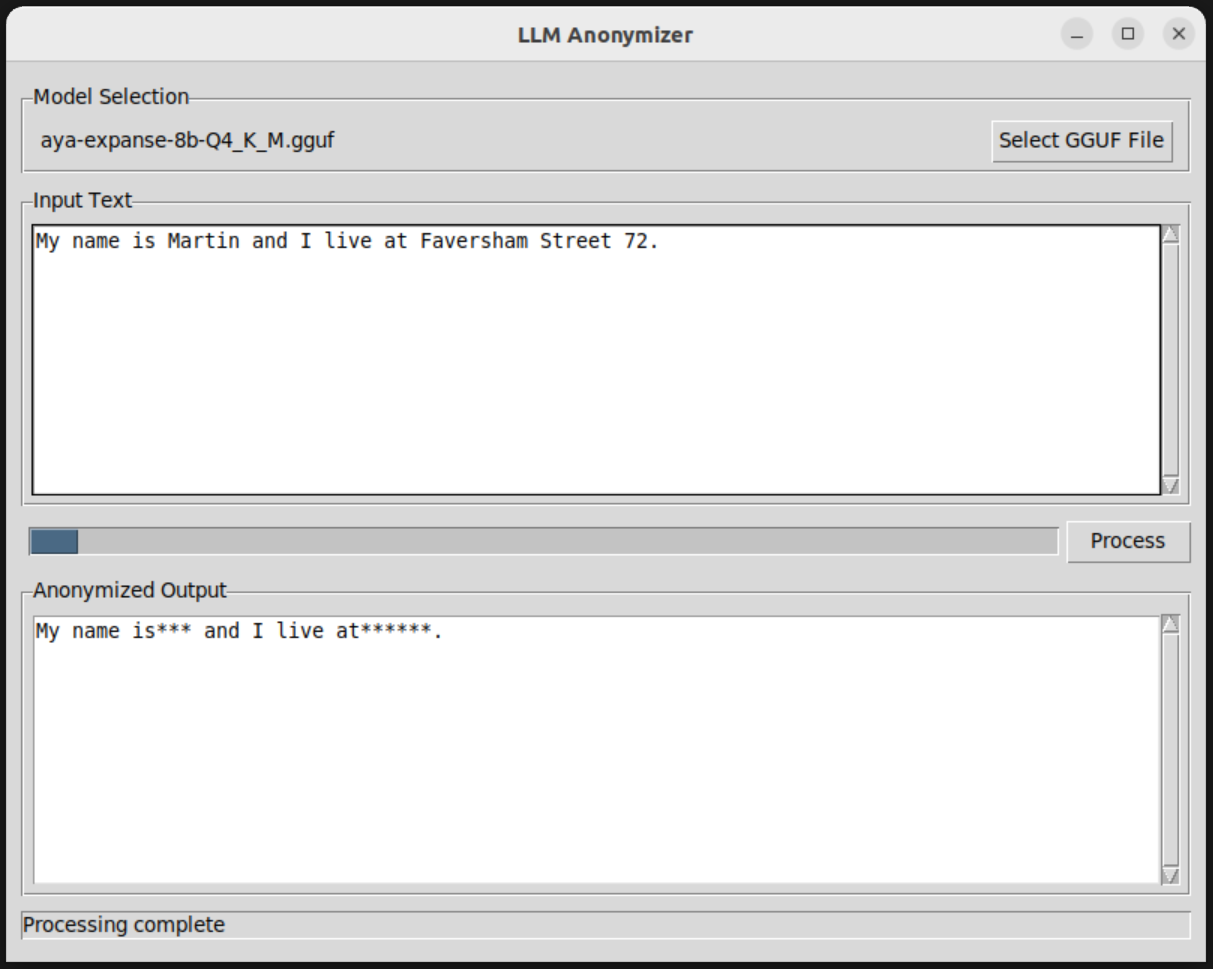 LLM Anonymizer
Model Selection
aya-expanse-8b-Q4_K_M.gguf
Select GGUF File
Input Text
My name is Martin and I live at Faversham Street 72.
Process
Anonymized Output
My name is*** and I live at******.
Processing complete